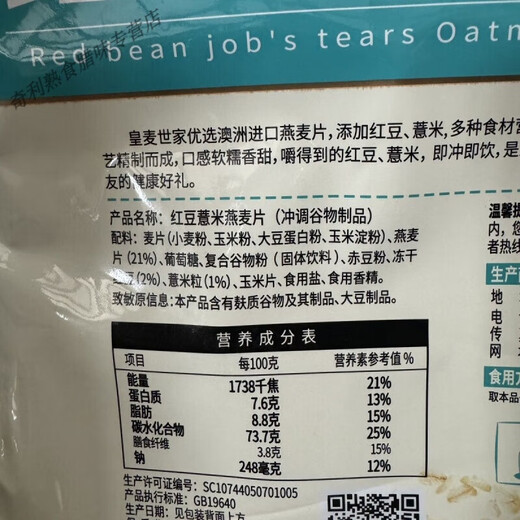 Red bean job's tears Oatm
奇利熟食腊味专营店
皇麦世家优选澳洲进口燕麦片，添加红豆、薏米，多种食材营
艺精制而成，口感软糯香甜，嚼得到的红豆、薏米，即冲即饮，是
友的健康好礼。
产品名称：红豆薏米燕麦片（冲调谷物制品）
配料：麦片(小麦粉、玉米粉、大豆蛋白粉、玉米淀粉)、燕麦
片(21%)、葡萄糖、复合谷物粉（固体饮料）、赤豆粉、冻干
红豆(2%)、薏米粒(1%)、玉米片、食用盐、食用香精。
致敏原信息：本产品含有麸质谷物及其制品、大豆制品。
营养成分表
项目 每100克 营养素参考值%
能量 1738千焦 21%
蛋白质 7.6克 13%
脂肪 8.8克 15%
碳水化合物 73.7克 25%
膳食纤维 3.8克 15%
钠 248毫克 12%
生产许可证编号：SC10744050701005
产品执行标准：GB19640
生产日期：见包装背面上方
温馨提
内，您
者热线
生产商
地
电
传
网
食用方
取本品